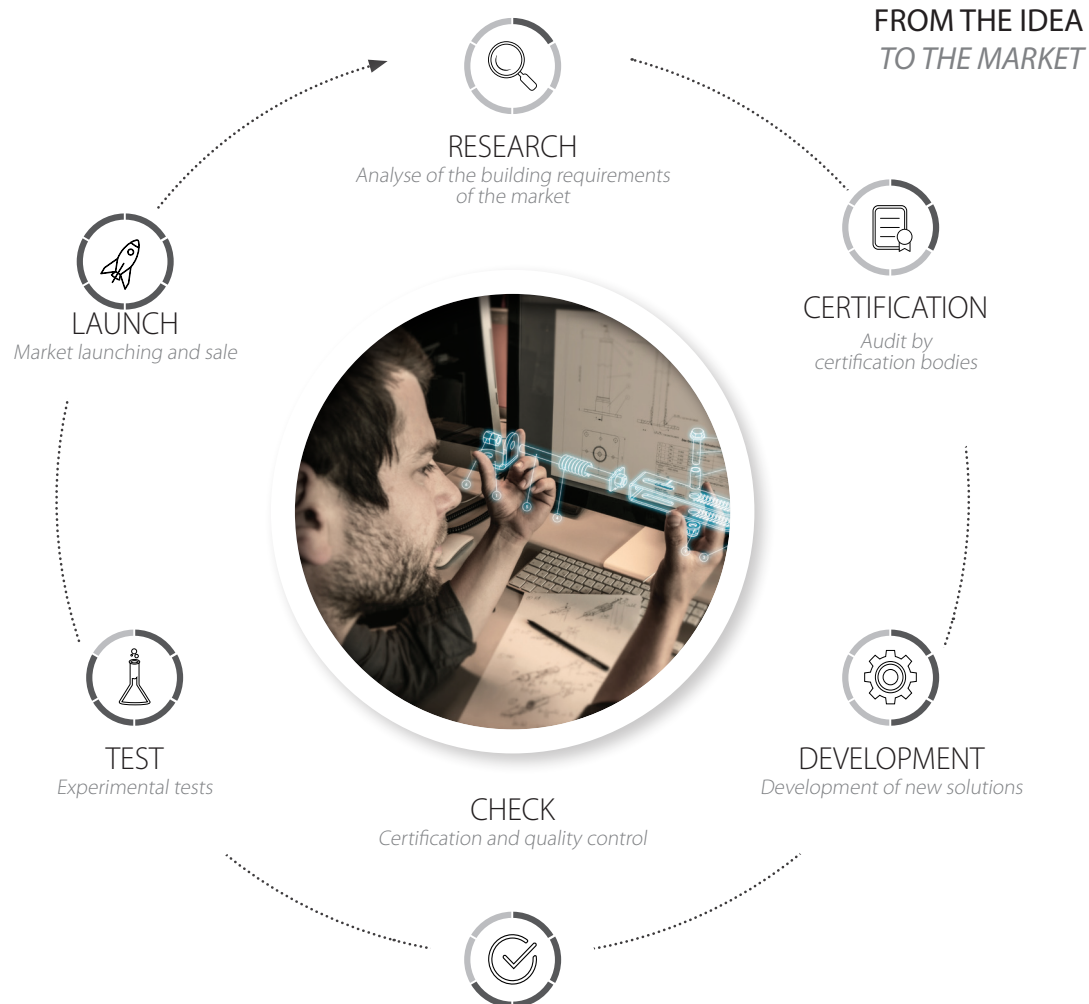 FROM THE IDEA
TO THE MARKET
RESEARCH
Analyse of the building requirements
of the market
CERTIFICATION
Audit by
certification bodies
DEVELOPMENT
Development of new solutions
CHECK
Certification and quality control
TEST
Experimental tests
LAUNCH
Market launching and sale